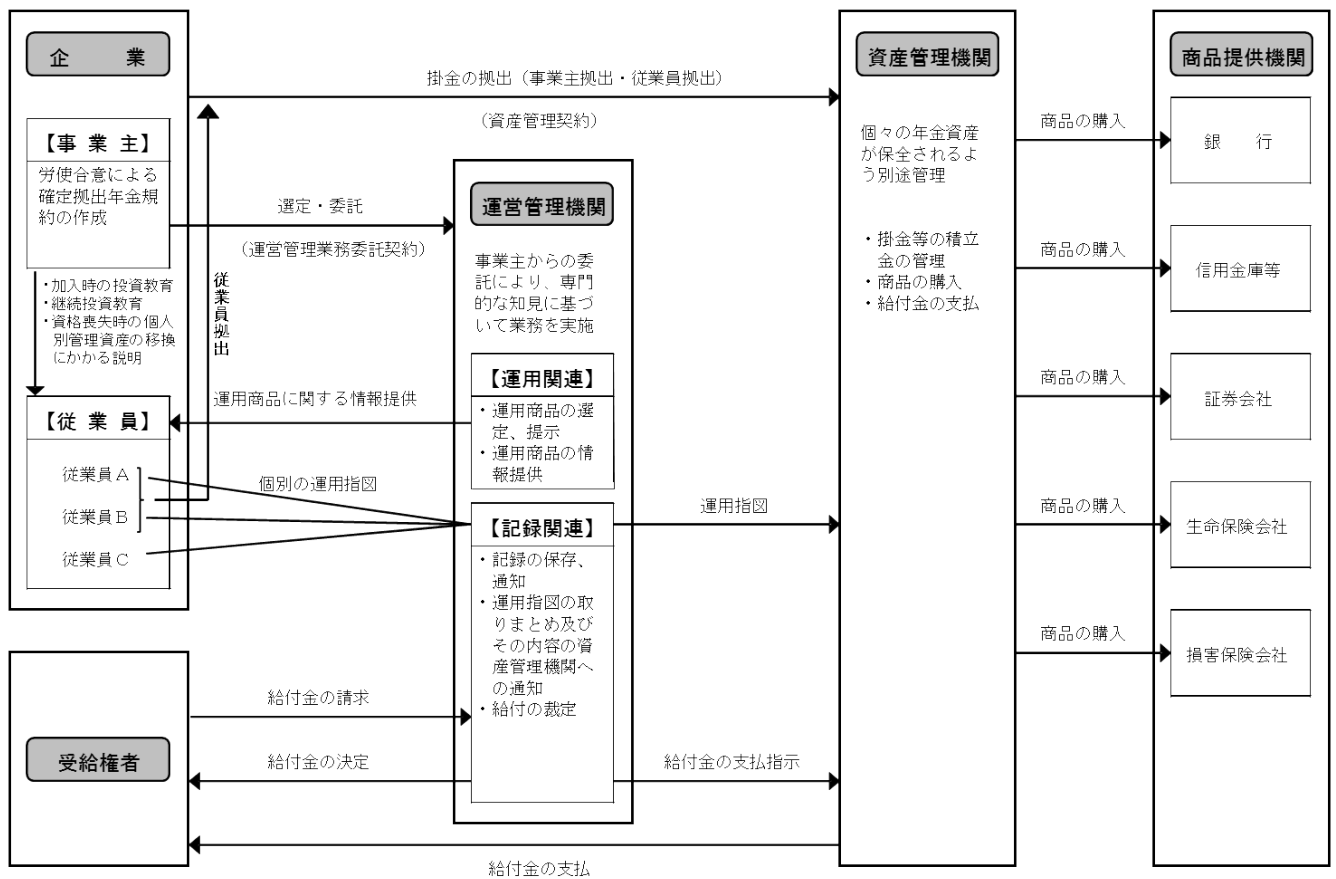 企　　業
【事 業 主】
労使合意による
確定拠出年金規
約の作成
・加入時の投資教育
・継続投資教育
・資格喪失時の個人
別管理資産の移換
にかかる説明
【従 業 員】
従業員A
従業員B
従業員C
従業員拠出
掛金の拠出（事業主拠出・従業員拠出）
（資産管理契約）
選定・委託
（運営管理業務委託契約）
運用商品に関する情報提供
個別の運用指図
運営管理機関
事業主からの委
託により、専門
的な知見に基づ
いて業務を実施
【運用関連】
・運用商品の選
定、提示
・運用商品の情
報提供
【記録関連】
・記録の保存、
通知
・運用指図の取
りまとめ及び
その内容の資
産管理機関へ
の通知
・給付の裁定
運用指図
受給権者
給付金の請求
給付金の決定
給付金の支払指示
給付金の支払
資産管理機関
個々の年金資産
が保全されるよ
う別途管理
・掛金等の積立
金の管理
・商品の購入
・給付金の支払
商品の購入
商品の購入
商品の購入
商品の購入
商品の購入
商品提供機関
銀　行
信用金庫等
証券会社
生命保険会社
損害保険会社